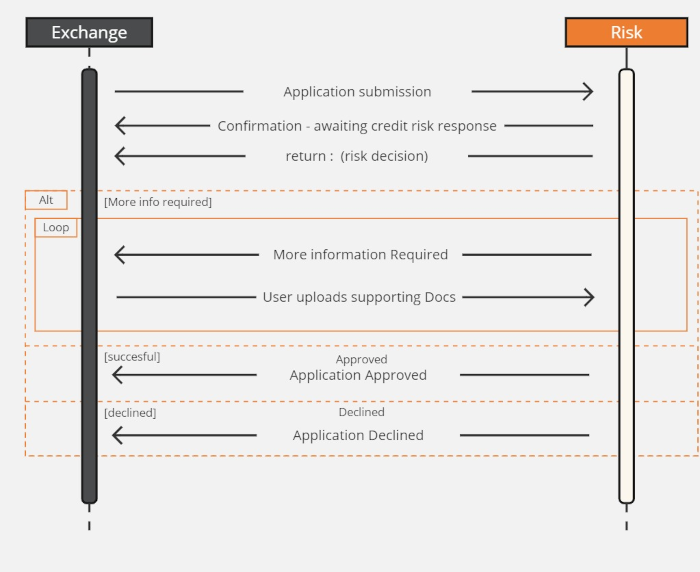 Exchange
Risk
Application submission
Confirmation - awaiting credit risk response
return : (risk decision)
Alt
[More info required]
Loop
More information Required
User uploads supporting Docs
[succesful]
Approved
Application Approved
[declined]
Declined
Application Declined